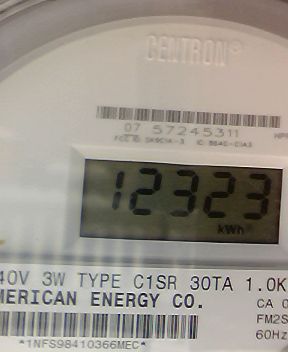 CENTRON®
07 57245311
12323
kWh
40V 3W TYPE C1SR 30TA 1.0K
MERICAN ENERGY CO.
CA 0
FM2S
60Hz
*1NFS98410366MEC*